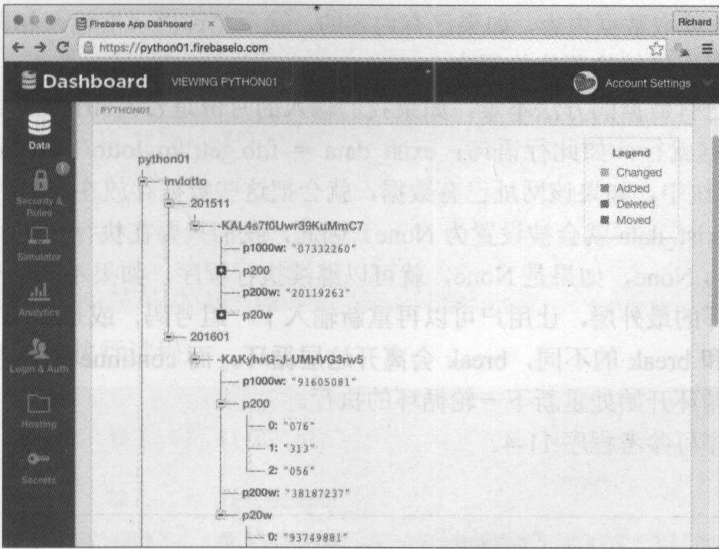 Firebase App Dashboard
Richard
https://python01.firebaseio.com
Dashboard VIEWING PYTHON01
Account Settings
PYTHON01
Data
Security & Rules
Simulator
Analytics
Login & Auth
Hosting
Secrets
Legend
Changed
Added
Deleted
Moved
python01
invlotto
201511
p1000w: "07332260"
p200
p200w: "20119263"
p20w
201601
-KAKyhvG-J-UMHVG3rv5
p1000w: "91605081"
p200
0: "076"
1: "313"
2: "056"
p200w: "38187237"
p20w
0: "93749881"